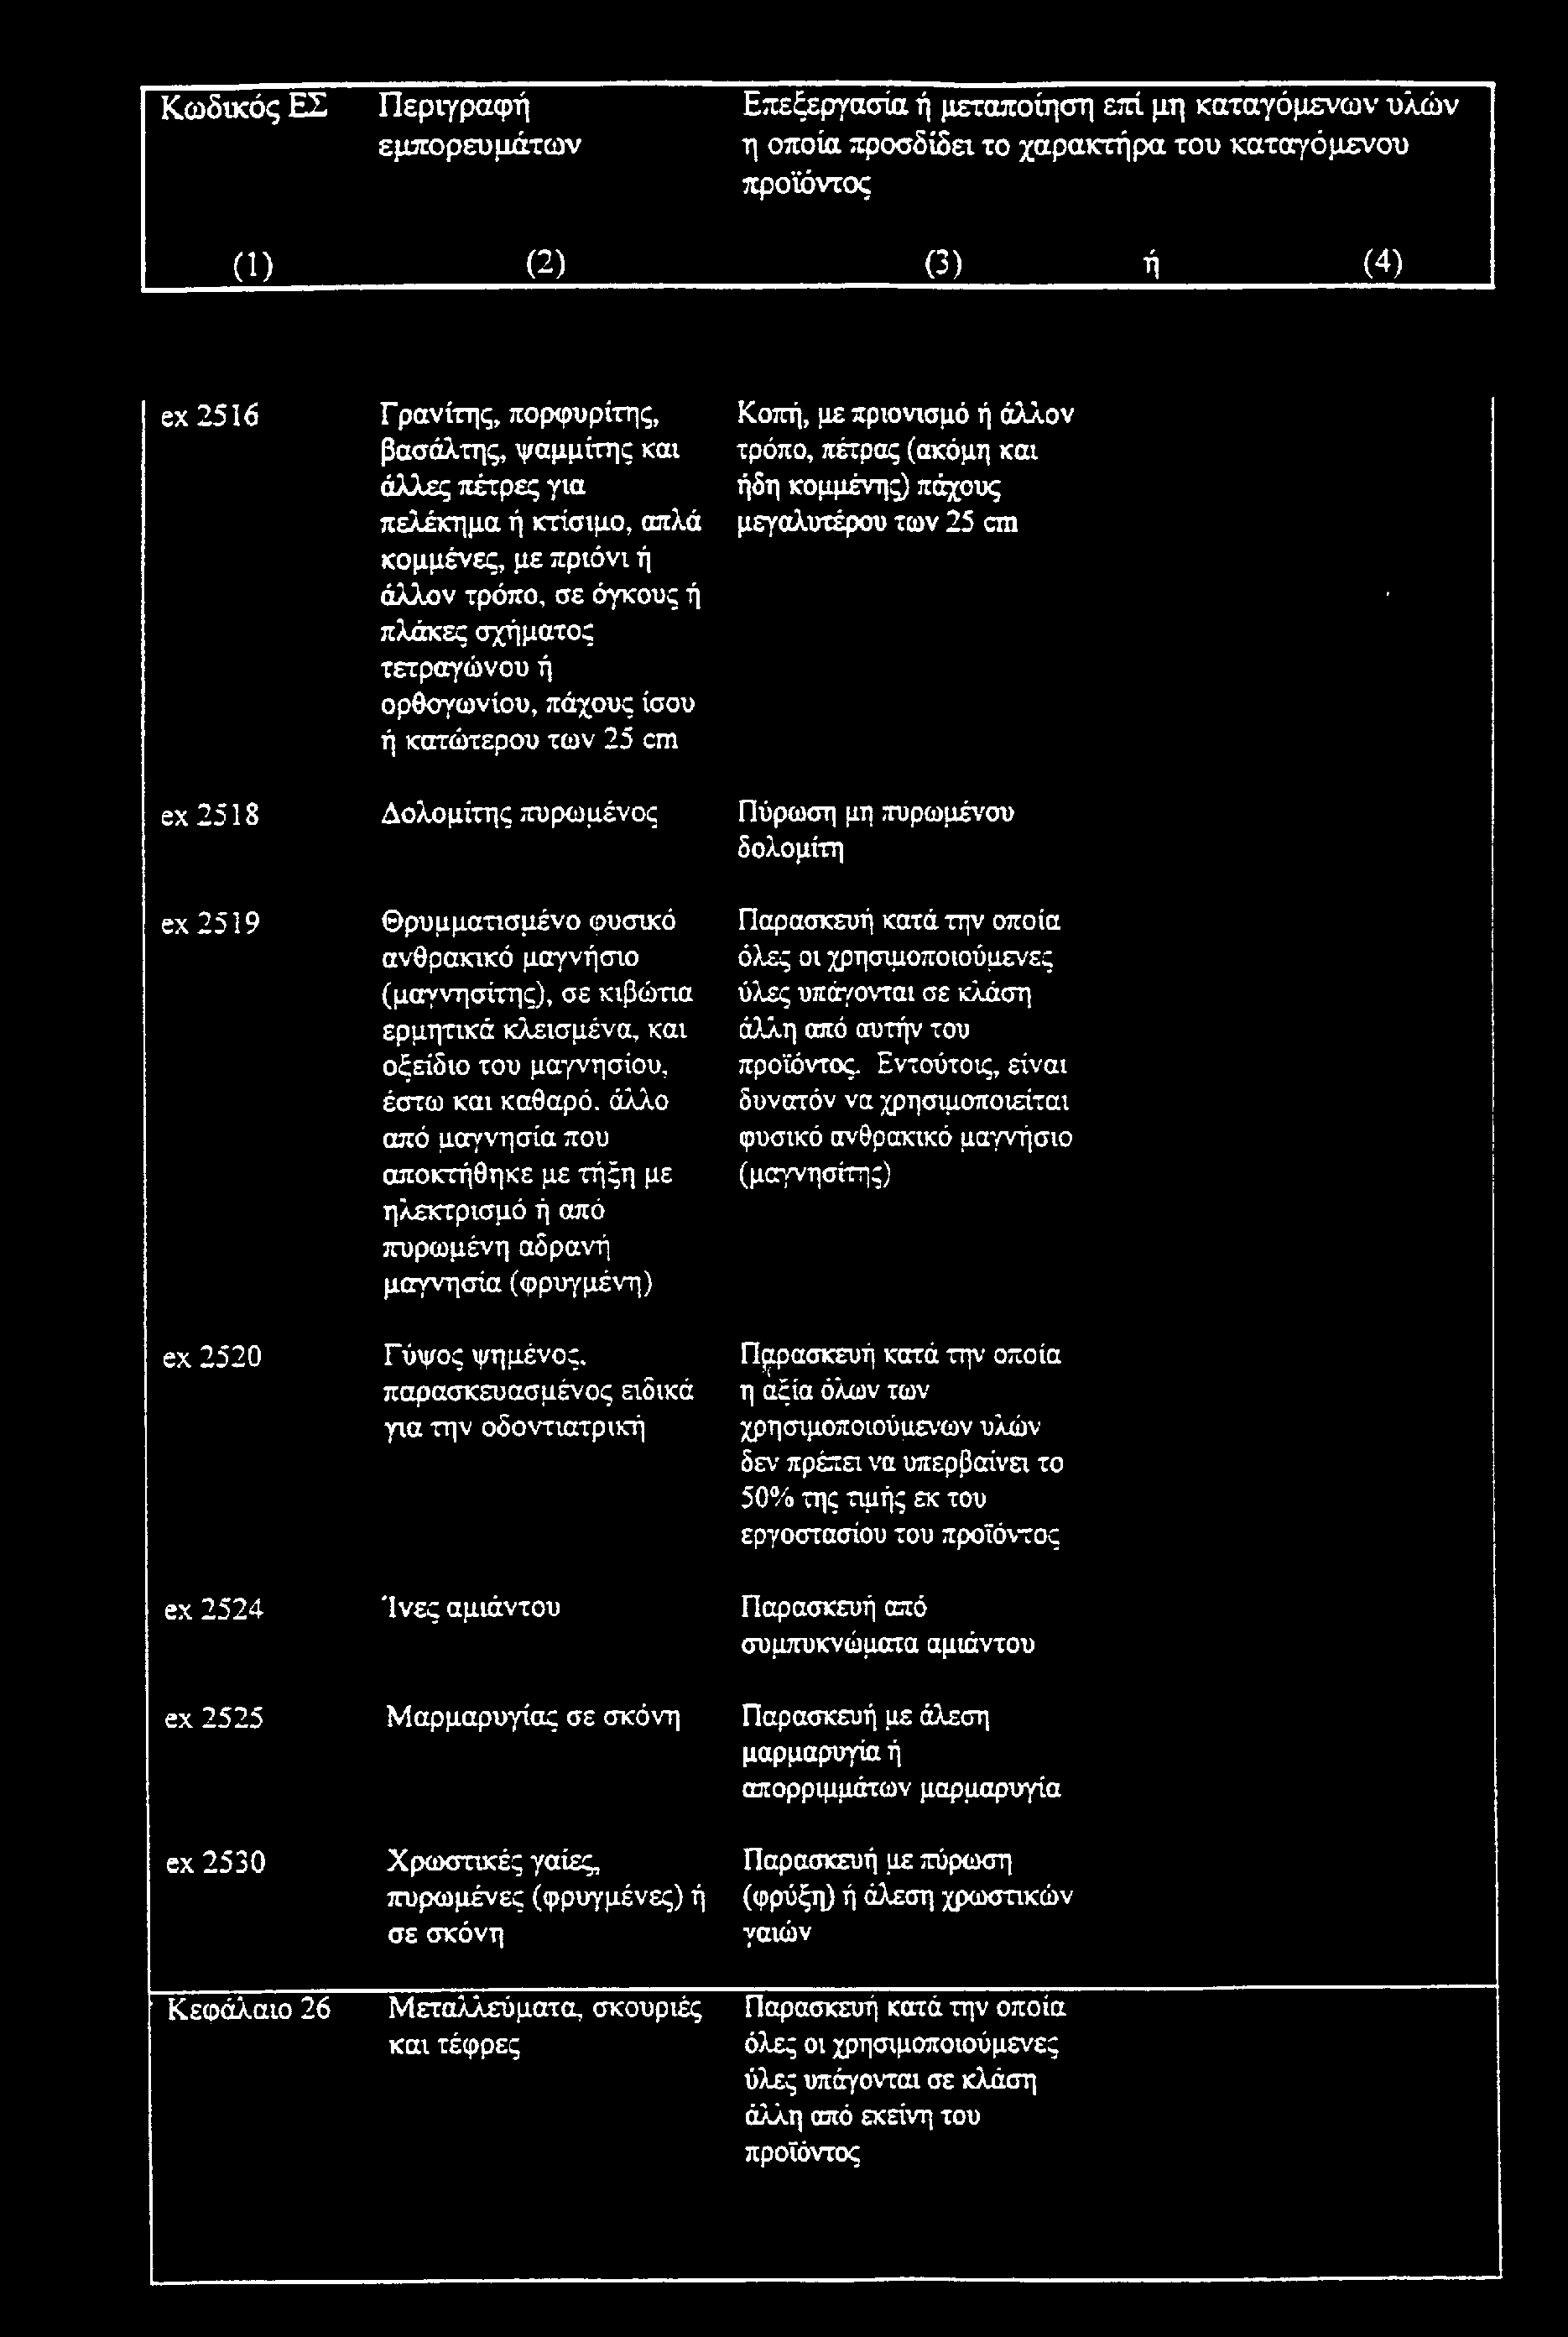 Κωδικός ΕΣ Περιγραφή Επεξεργασία ή μεταποίηση επί μη καταγόμενων υλών
εμπορευμάτων η οποία προσδίδει το χαρακτήρα του καταγόμενου
προϊόντος
(1) (2) (3) ή (4)
ex 2516 Γρανίτης, πορφυρίτης, Κοπή, με πριονισμό ή άλλον
βασάλτης, ψαμμίτης και τρόπο, πέτρας (ακόμη και
άλλες πέτρες για ήδη κομμένης) πάχους
πελέκημα ή κτίσιμο, απλά μεγαλυτέρου των 25 cm
κομμένες, με πριόνι ή
άλλον τρόπο, σε όγκους ή
πλάκες σχήματος
τετραγώνου ή
ορθογωνίου, πάχους ίσου
ή κατώτερου των 25 cm
ex 2518 Δολομίτης πυρωμένος Πύρωση μη πυρωμένου
δολομίτη
ex 2519 Θρυμματισμένο φυσικό Παρασκευή κατά την οποία
ανθρακικό μαγνήσιο όλες οι χρησιμοποιούμενες
(μαγνησίτης), σε κιβώτια ύλες υπάγονται σε κλάση
ερμητικά κλεισμένα, και άλλη από αυτήν του
οξείδιο του μαγνησίου, προϊόντος. Εντούτοις, είναι
έστω και καθαρό, άλλο δυνατόν να χρησιμοποιείται
από μαγνησία που φυσικό ανθρακικό μαγνήσιο
αποκτήθηκε με τήξη με (μαγνησίτης)
ηλεκτρισμό ή από
πυρωμένη αδρανή
μαγνησία (φρυγμένη)
ex 2520 Γύψος ψημένος, Παρασκευή κατά την οποία
παρασκευασμένος ειδικά η αξία όλων των
για την οδοντιατρική χρησιμοποιούμενων υλών
δεν πρέπει να υπερβαίνει το
50% της τιμής εκ του
εργοστασίου του προϊόντος
ex 2524 Ίνες αμιάντου Παρασκευή από
συμπυκνώματα αμιάντου
ex 2525 Μαρμαρυγίας σε σκόνη Παρασκευή με άλεση
μαρμαρυγία ή
απορριμμάτων μαρμαρυγία
ex 2530 Χρωστικές γαίες, Παρασκευή με πύρωση
πυρωμένες (φρυγμένες) ή (φρύξη) ή άλεση χρωστικών
σε σκόνη γαιών
Κεφάλαιο 26 Μεταλλεύματα, σκουριές Παρασκευή κατά την οποία
και τέφρες όλες οι χρησιμοποιούμενες
ύλες υπάγονται σε κλάση
άλλη από εκείνη του
προϊόντος